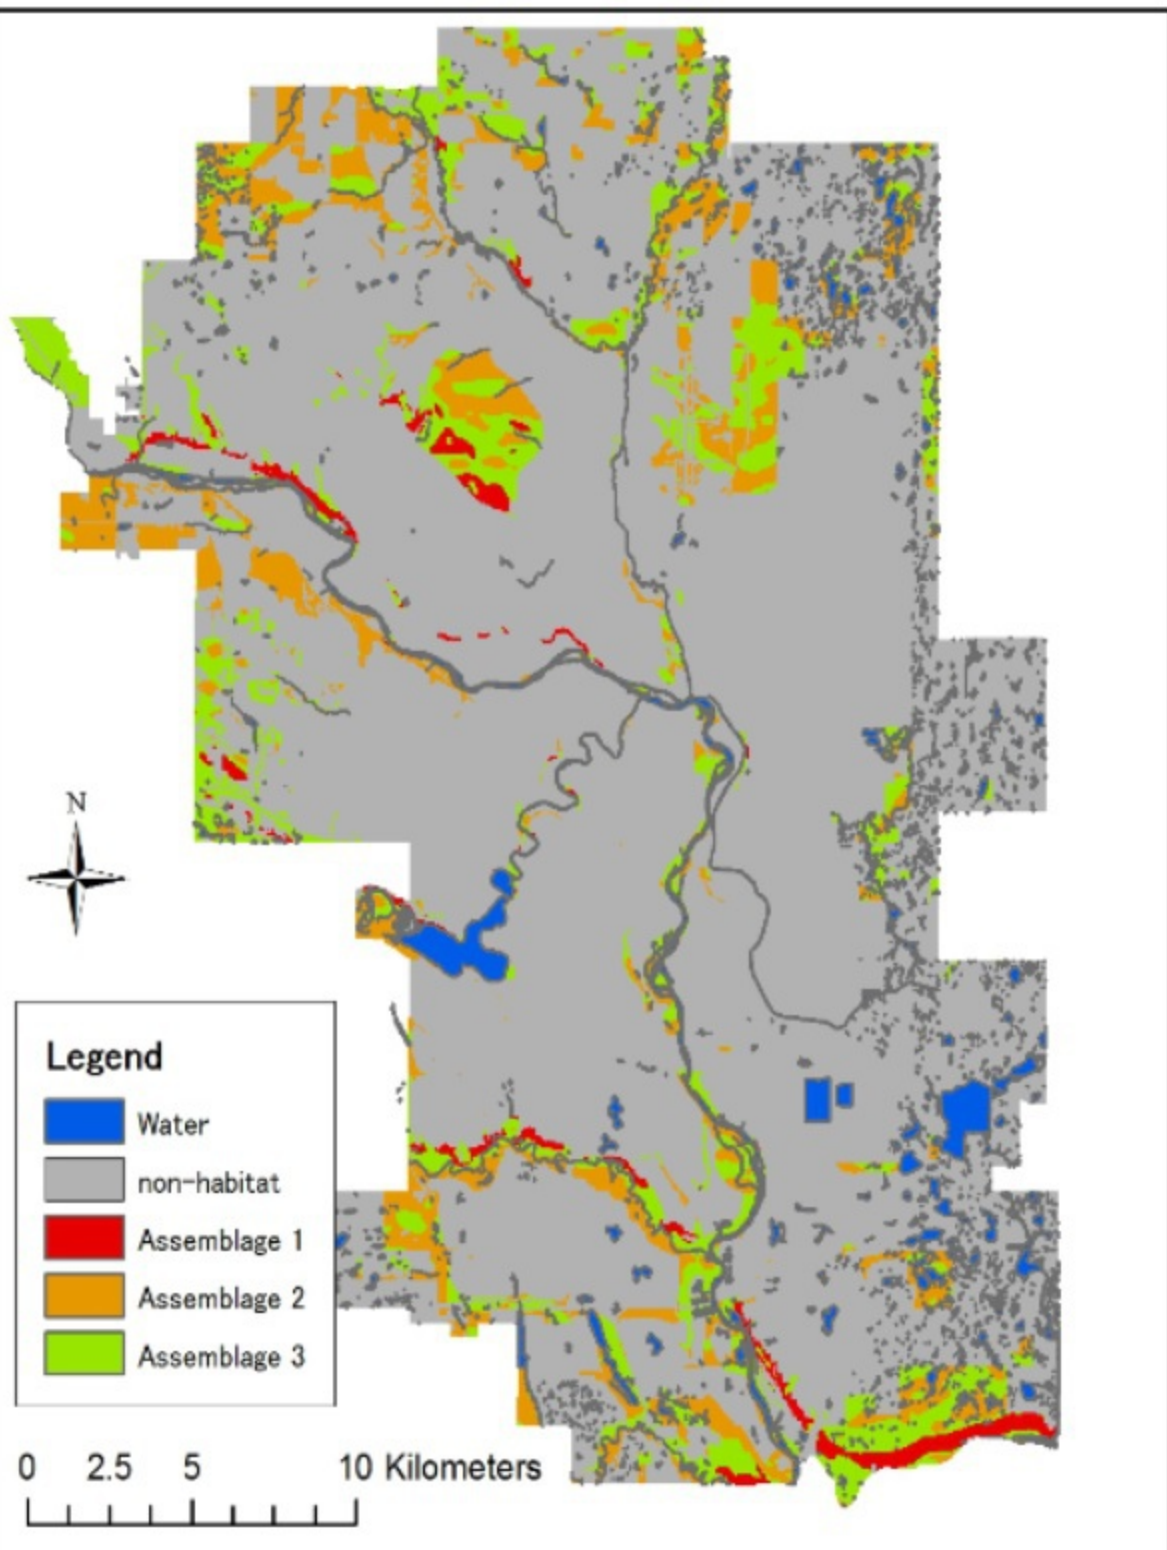 N
Legend
Water
non-habitat
Assemblage 1
Assemblage 2
Assemblage 3
0 2.5 5 10 Kilometers